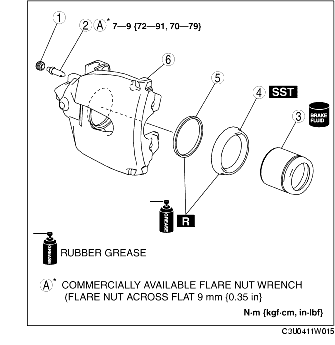 1
2 A* 7—9 {72—91, 70—79}
6
5
4 SST
3
BRAKE FLUID
R
RUBBER GREASE
A* COMMERCIALLY AVAILABLE FLARE NUT WRENCH
(FLARE NUT ACROSS FLAT 9 mm {0.35 in}
N·m {kgf·cm, in·lbf}
C3U0411W015